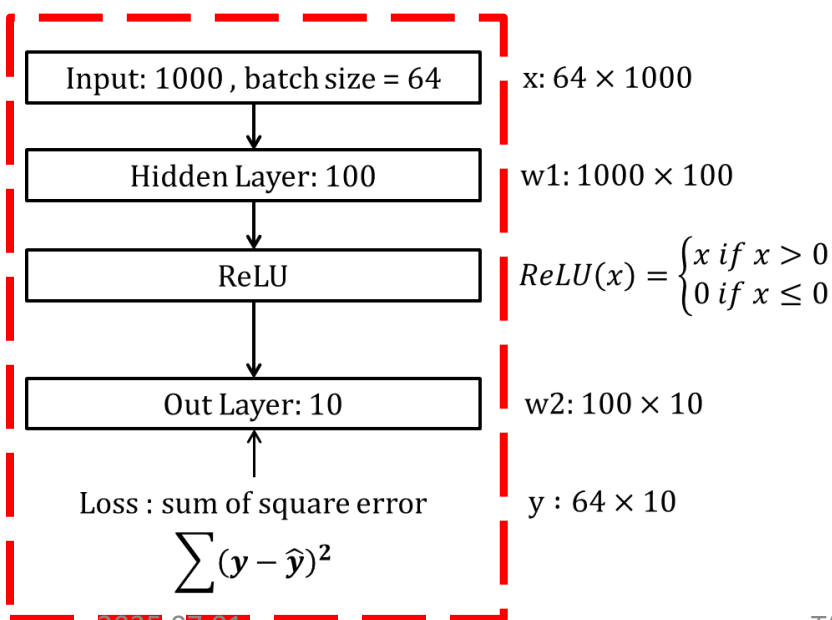 Input: 1000 , batch size = 64
x: 64 × 1000
Hidden Layer: 100
w1: 1000 × 100
ReLU
ReLU(x) = {x if x > 0
0 if x ≤ 0
Out Layer: 10
w2: 100 × 10
Loss : sum of square error
y : 64 × 10
∑(y − ŷ)²